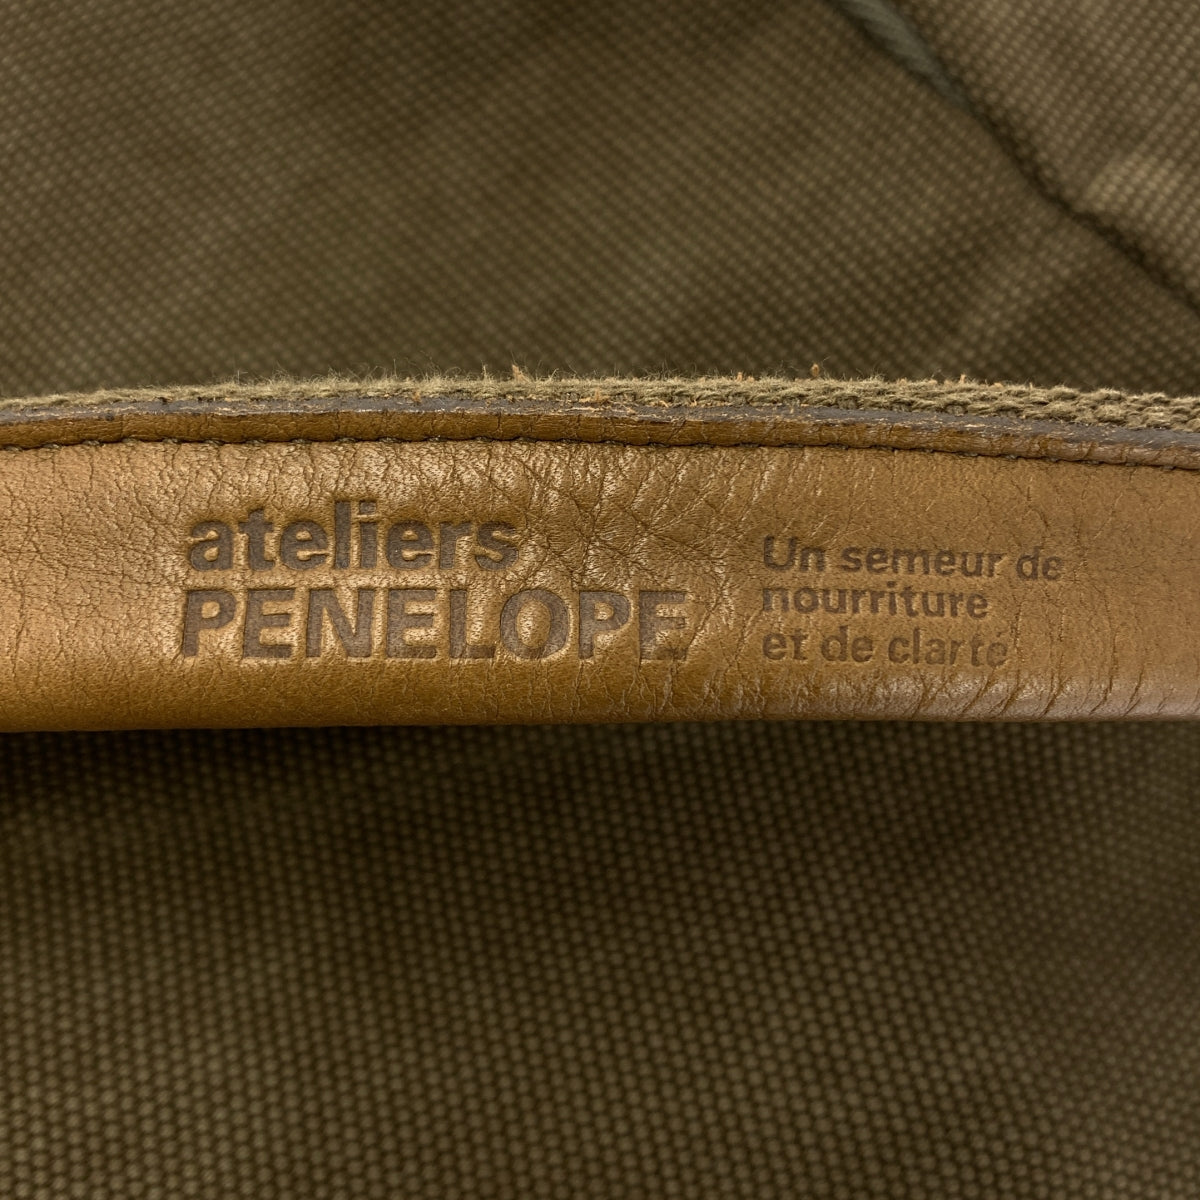 ateliers
PENELOPE
Un semeur de
nourriture
et de clarté